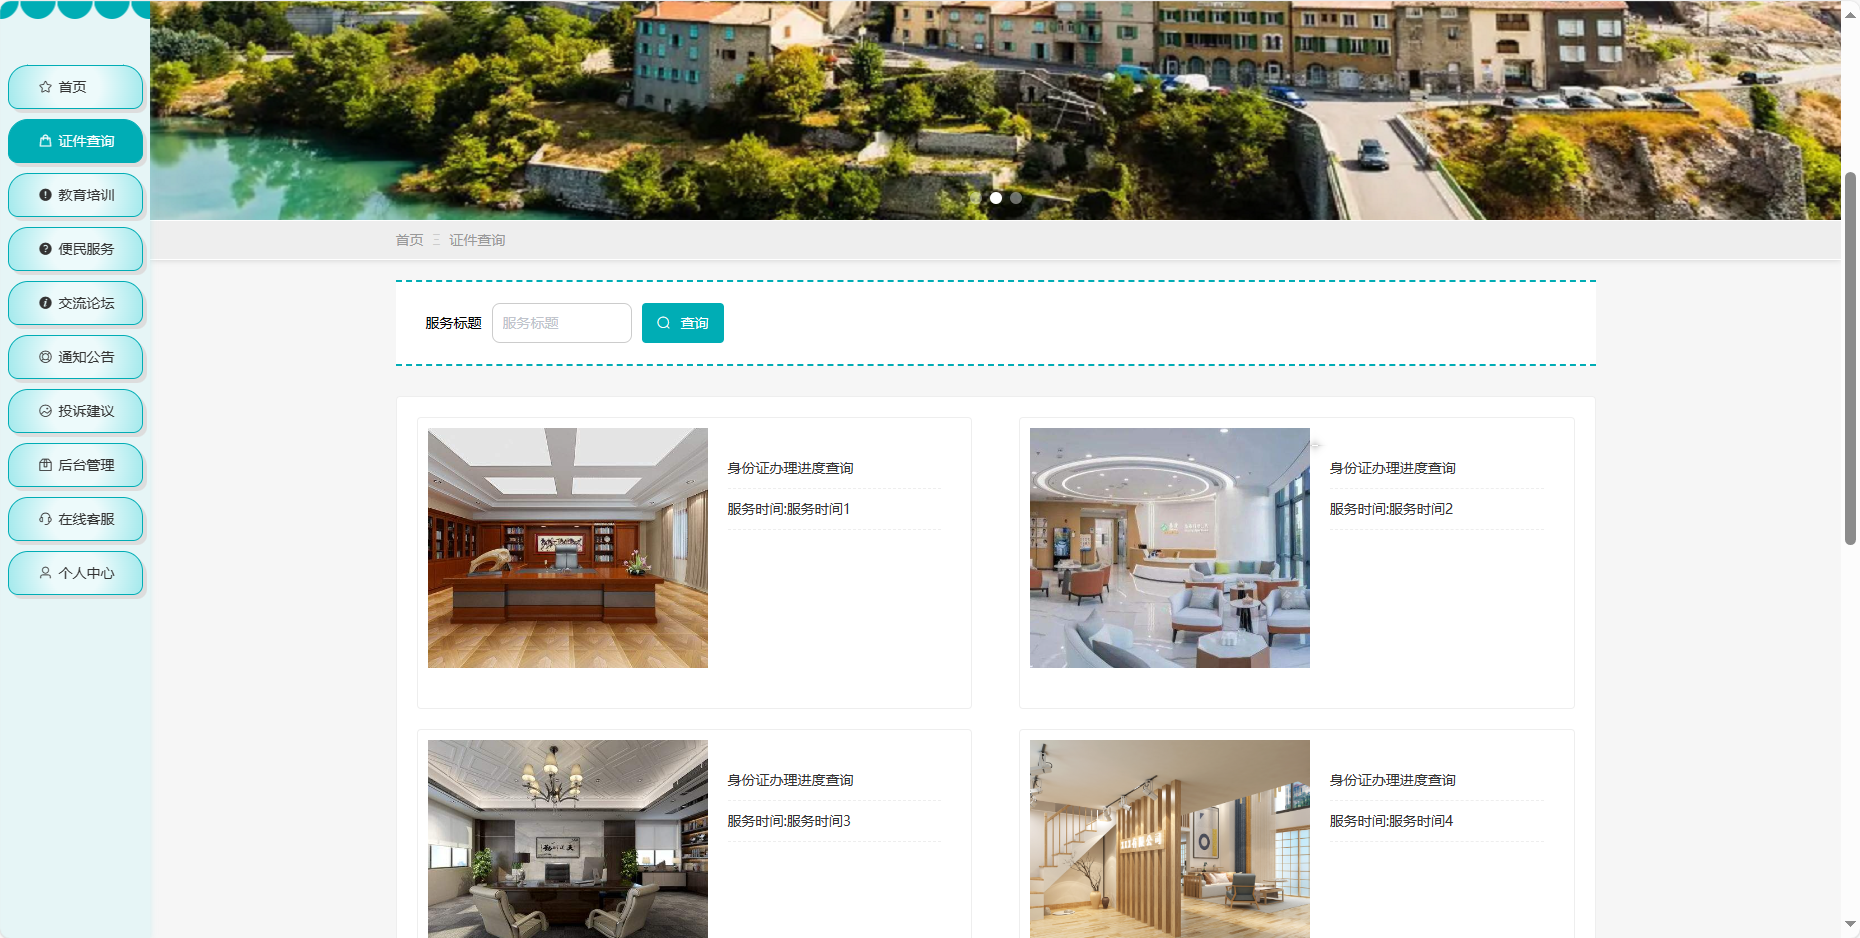 首页
证件查询
教育培训
便民服务
交流论坛
通知公告
投诉建议
后台管理
在线客服
个人中心
首页 三 证件查询
服务标题 服务标题 查询
身份证办理进度查询
服务时间:服务时间1
身份证办理进度查询
服务时间:服务时间2
身份证办理进度查询
服务时间:服务时间3
身份证办理进度查询
服务时间:服务时间4